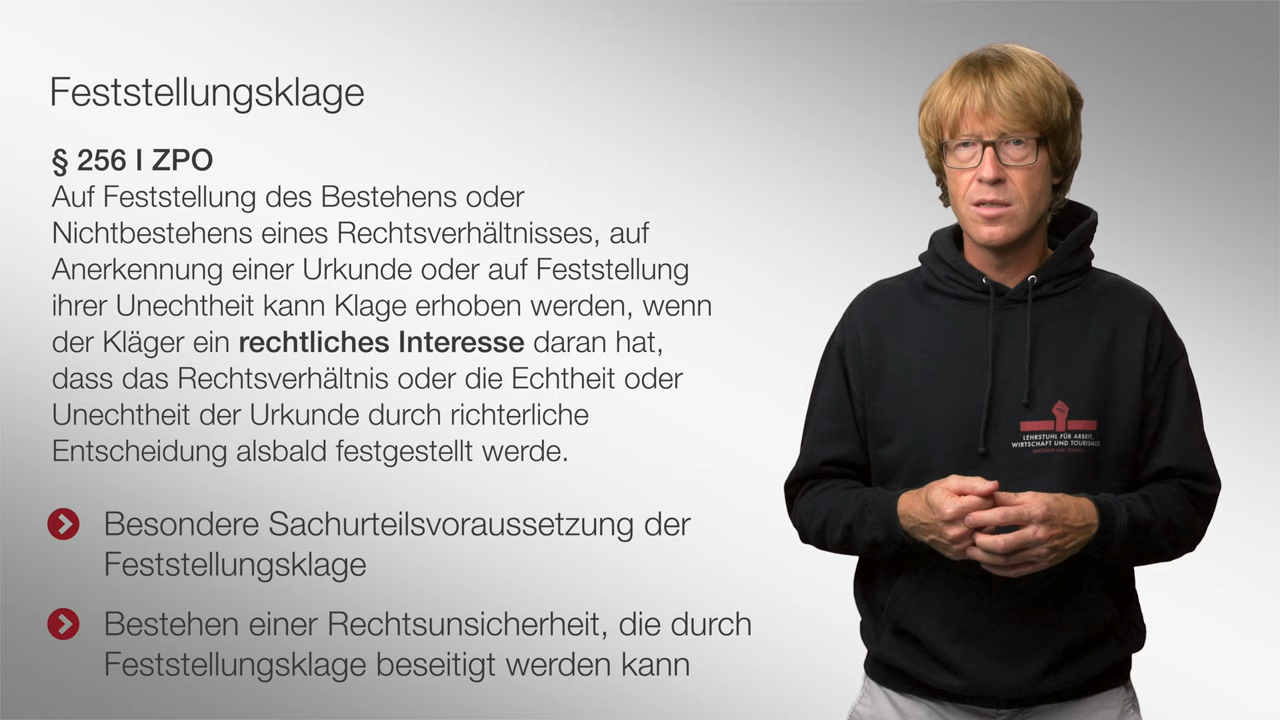 Feststellungsklage
§ 256 I ZPO
Auf Feststellung des Bestehens oder
Nichtbestehens eines Rechtsverhältnisses, auf
Anerkennung einer Urkunde oder auf Feststellung
ihrer Unechtheit kann Klage erhoben werden, wenn
der Kläger ein rechtliches Interesse daran hat,
dass das Rechtsverhältnis oder die Echtheit oder
Unechtheit der Urkunde durch richterliche
Entscheidung alsbald festgestellt werde.
Besondere Sachurteilsvoraussetzung der
Feststellungsklage
Bestehen einer Rechtsunsicherheit, die durch
Feststellungsklage beseitigt werden kann
LEHRSTUHL FÜR ARBEIT,
WIRTSCHAFT UND TOURISMUS
LAW SCHOOL